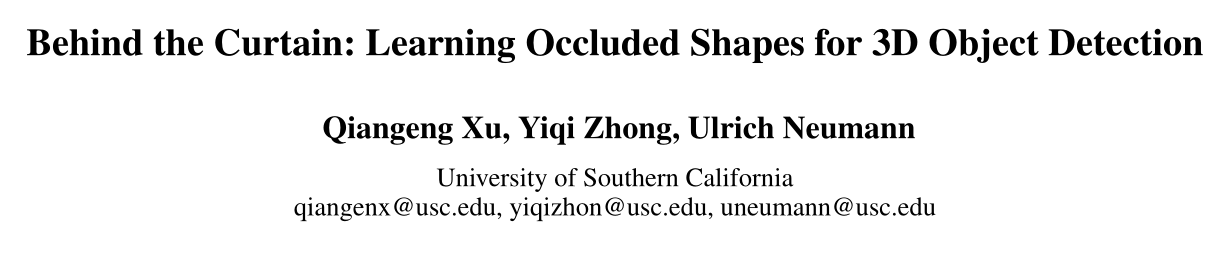 Behind the Curtain: Learning Occluded Shapes for 3D Object Detection
Qiangeng Xu, Yiqi Zhong, Ulrich Neumann
University of Southern California
qiangenx@usc.edu, yiqizhon@usc.edu, uneumann@usc.edu